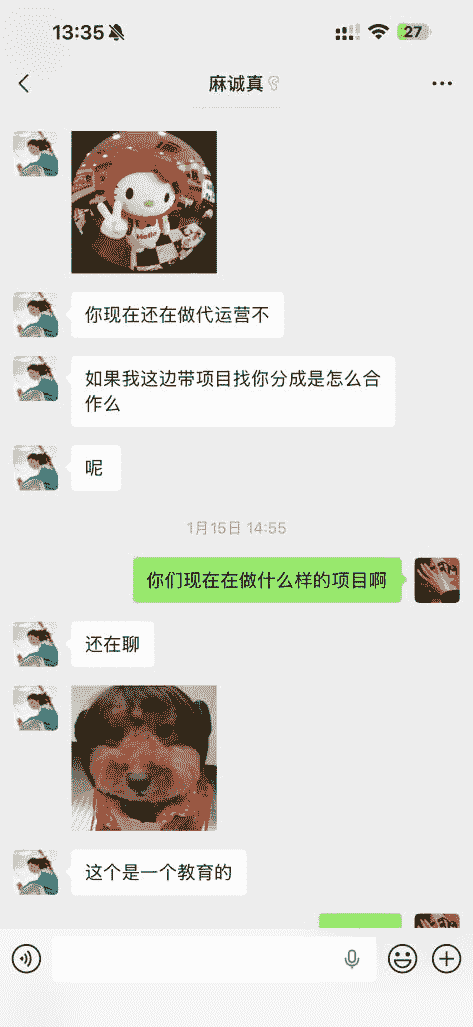 13:35
27
麻诚真
Hello
你现在还在做代运营不
如果我这边带项目找你分成是怎么合
作么
呢
1月15日 14:55
你们现在在做什么样的项目啊
还在聊
这个是一个教育的